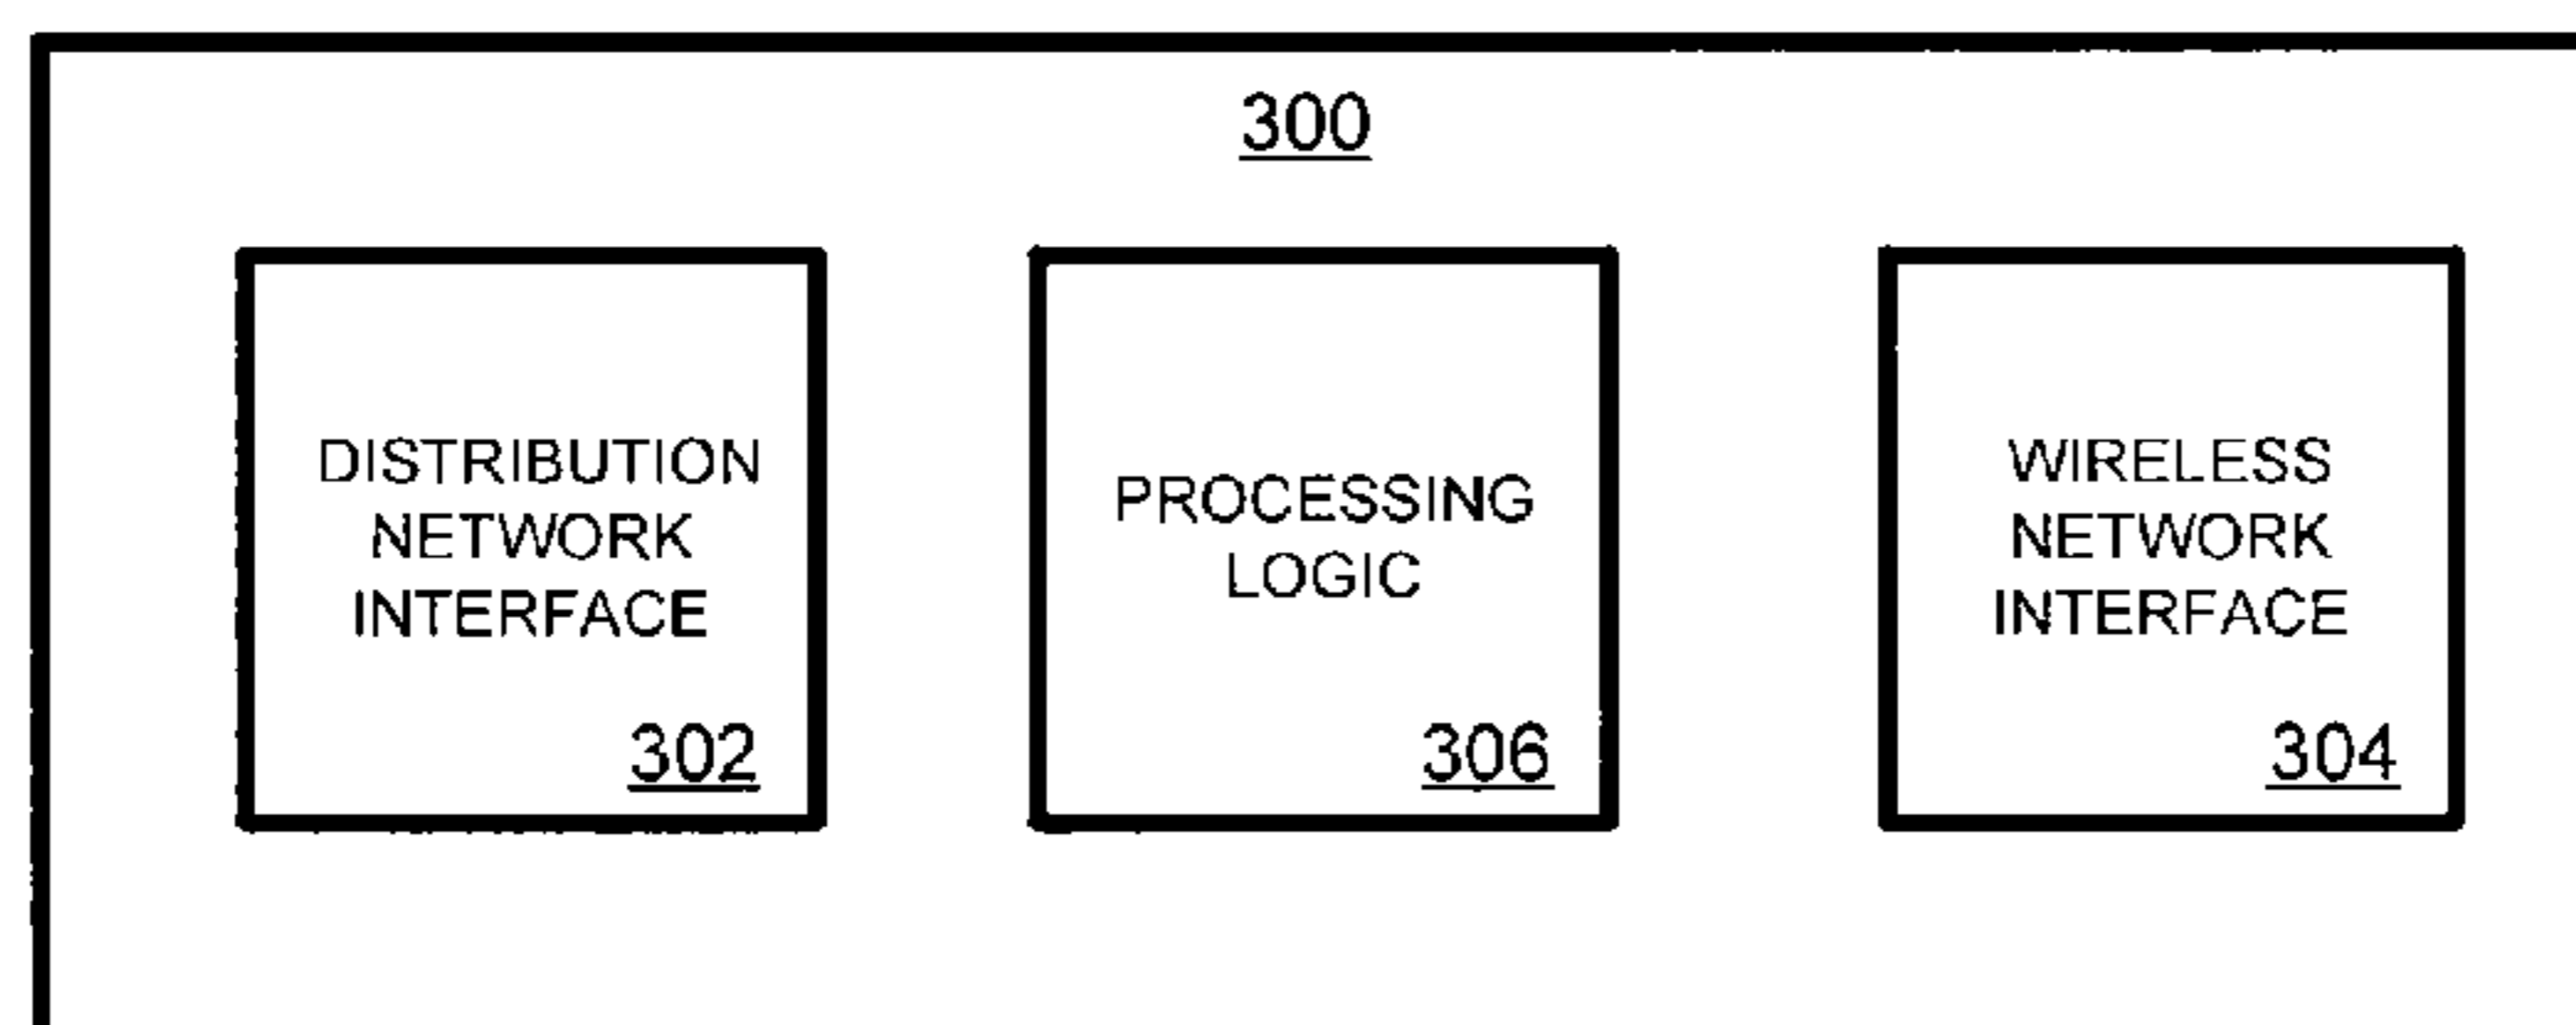 300
DISTRIBUTION
NETWORK
INTERFACE
302
PROCESSING
LOGIC
306
WIRELESS
NETWORK
INTERFACE
304